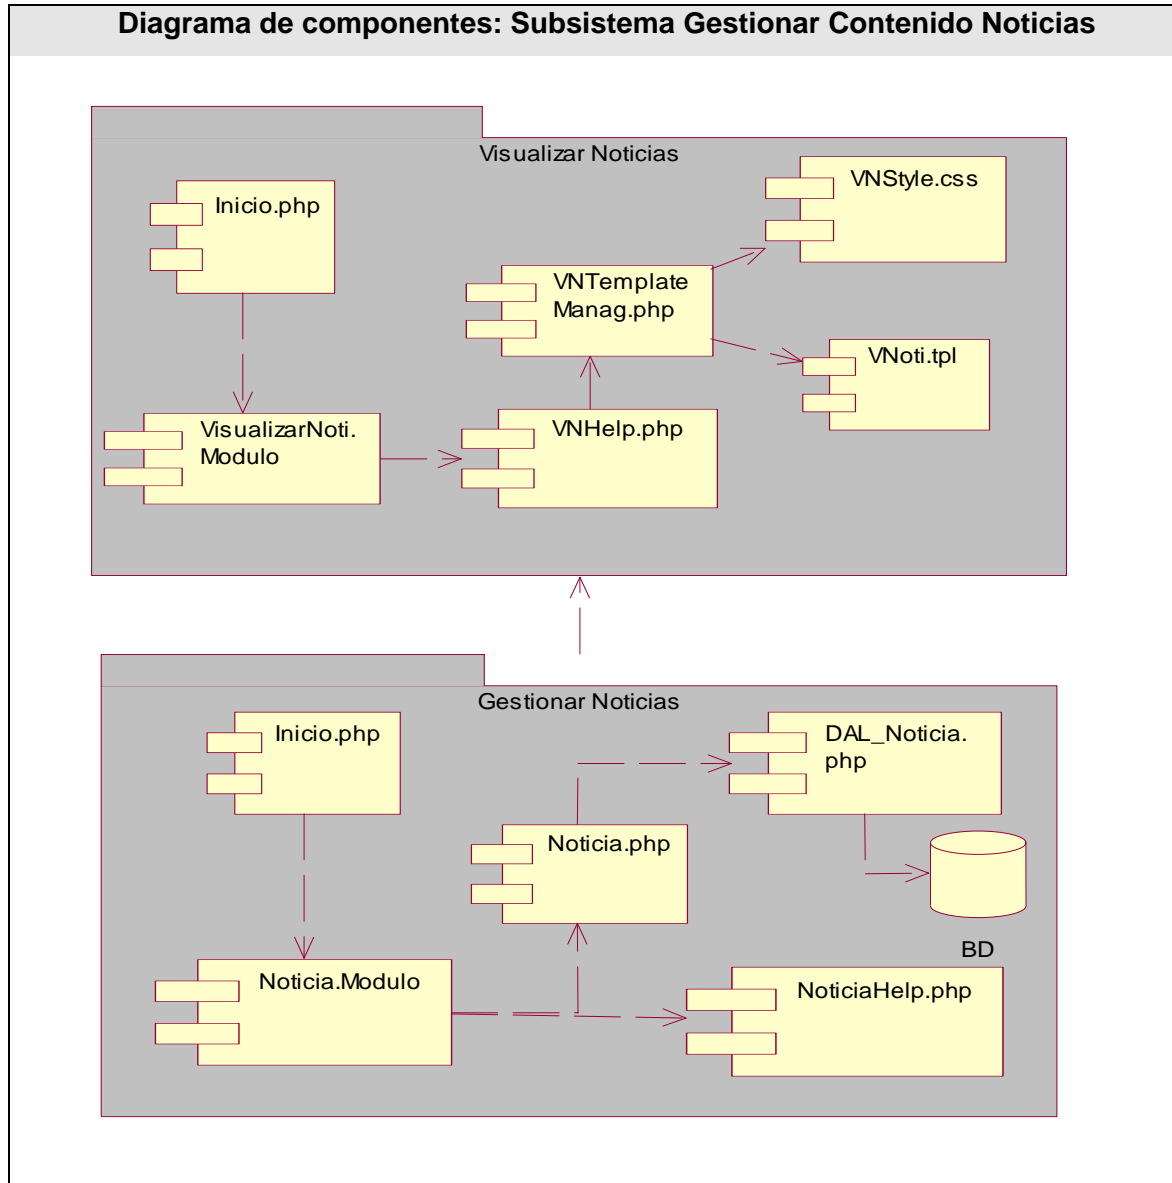 Diagrama de componentes: Subsistema Gestionar Contenido Noticias
Visualizar Noticias
Inicio.php
VNStyle.css
VNTemplate
Manag.php
VNoti.tpl
VisualizarNoti.
Modulo
VNHelp.php
Gestionar Noticias
Inicio.php
DAL_Noticia.
php
Noticia.php
BD
Noticia.Modulo
NoticiaHelp.php